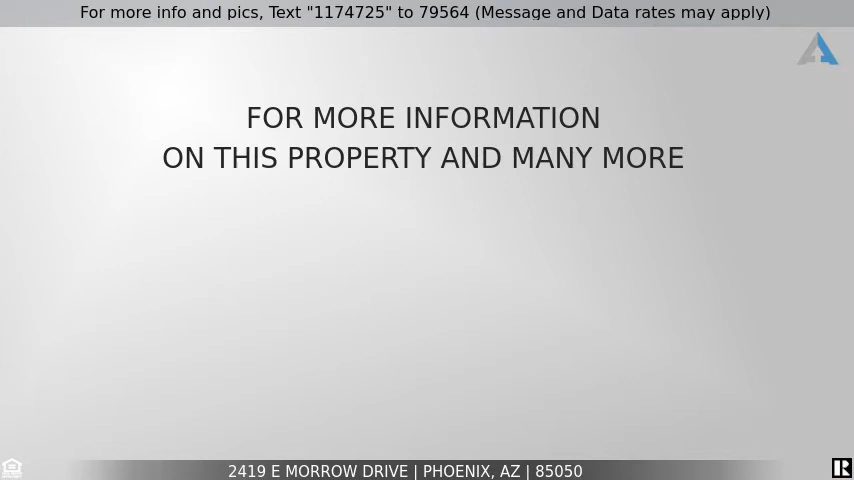 For more info and pics, Text "1174725" to 79564 (Message and Data rates may apply)
FOR MORE INFORMATION
ON THIS PROPERTY AND MANY MORE
2419 E MORROW DRIVE | PHOENIX, AZ | 85050